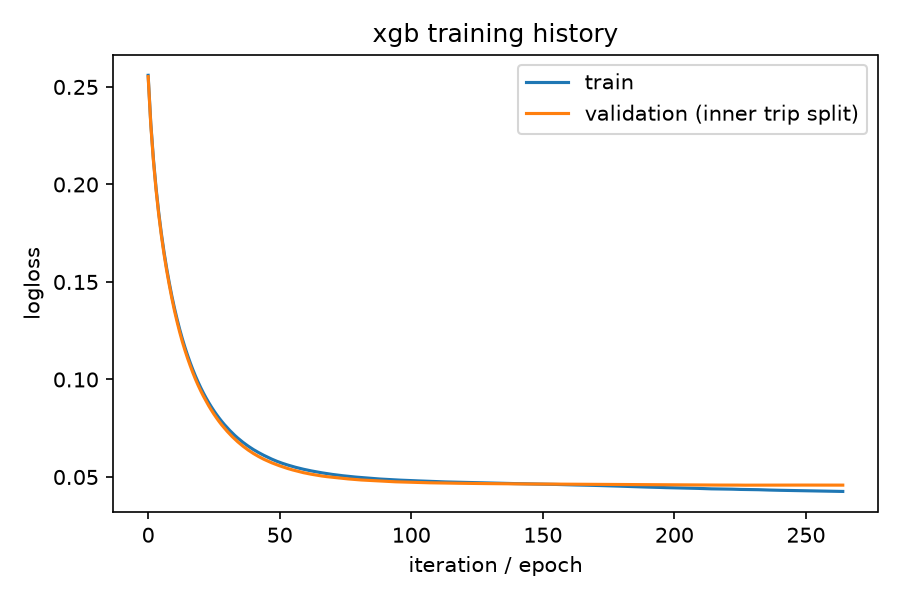 xgb training history
train
validation (inner trip split)
0.25
0.20
0.15
0.10
0.05
logloss
0
50
100
150
200
250
iteration / epoch